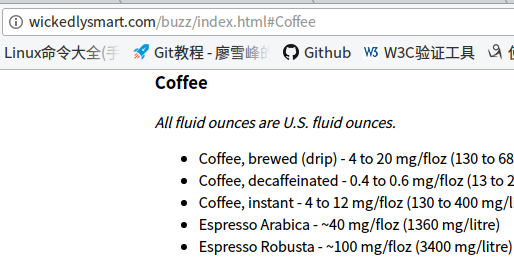 wickedlysmart.com/buzz/index.html#Coffee
Linux命令大全(手 Git教程 - 廖雪峰的 Github W3C验证工具
Coffee
All fluid ounces are U.S. fluid ounces.
Coffee, brewed (drip) - 4 to 20 mg/floz (130 to 68
Coffee, decaffeinated - 0.4 to 0.6 mg/floz (13 to 2
Coffee, instant - 4 to 12 mg/floz (130 to 400 mg/l
Espresso Arabica - ~40 mg/floz (1360 mg/litre)
Espresso Robusta - ~100 mg/floz (3400 mg/litre)